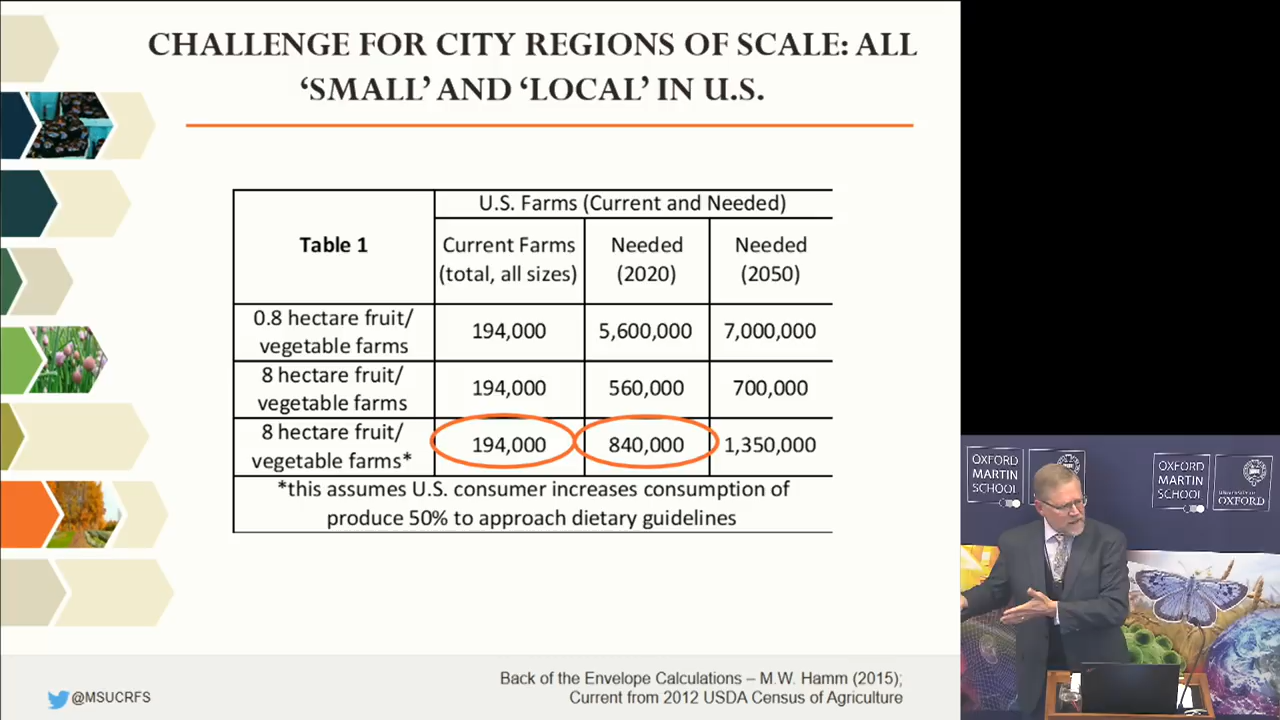 CHALLENGE FOR CITY REGIONS OF SCALE: ALL
‘SMALL’ AND ‘LOCAL’ IN U.S.
Table 1
U.S. Farms (Current and Needed)
Current Farms
(total, all sizes)
Needed
(2020)
Needed
(2050)
0.8 hectare fruit/
vegetable farms
194,000
5,600,000
7,000,000
8 hectare fruit/
vegetable farms
194,000
560,000
700,000
8 hectare fruit/
vegetable farms*
194,000
840,000
1,350,000
*this assumes U.S. consumer increases consumption of
produce 50% to approach dietary guidelines
Back of the Envelope Calculations – M.W. Hamm (2015);
Current from 2012 USDA Census of Agriculture
@MSUCRFS
OXFORD
MARTIN
SCHOOL
OXFORD
MARTIN
SCHOOL
UNIVERSITY OF
OXFORD